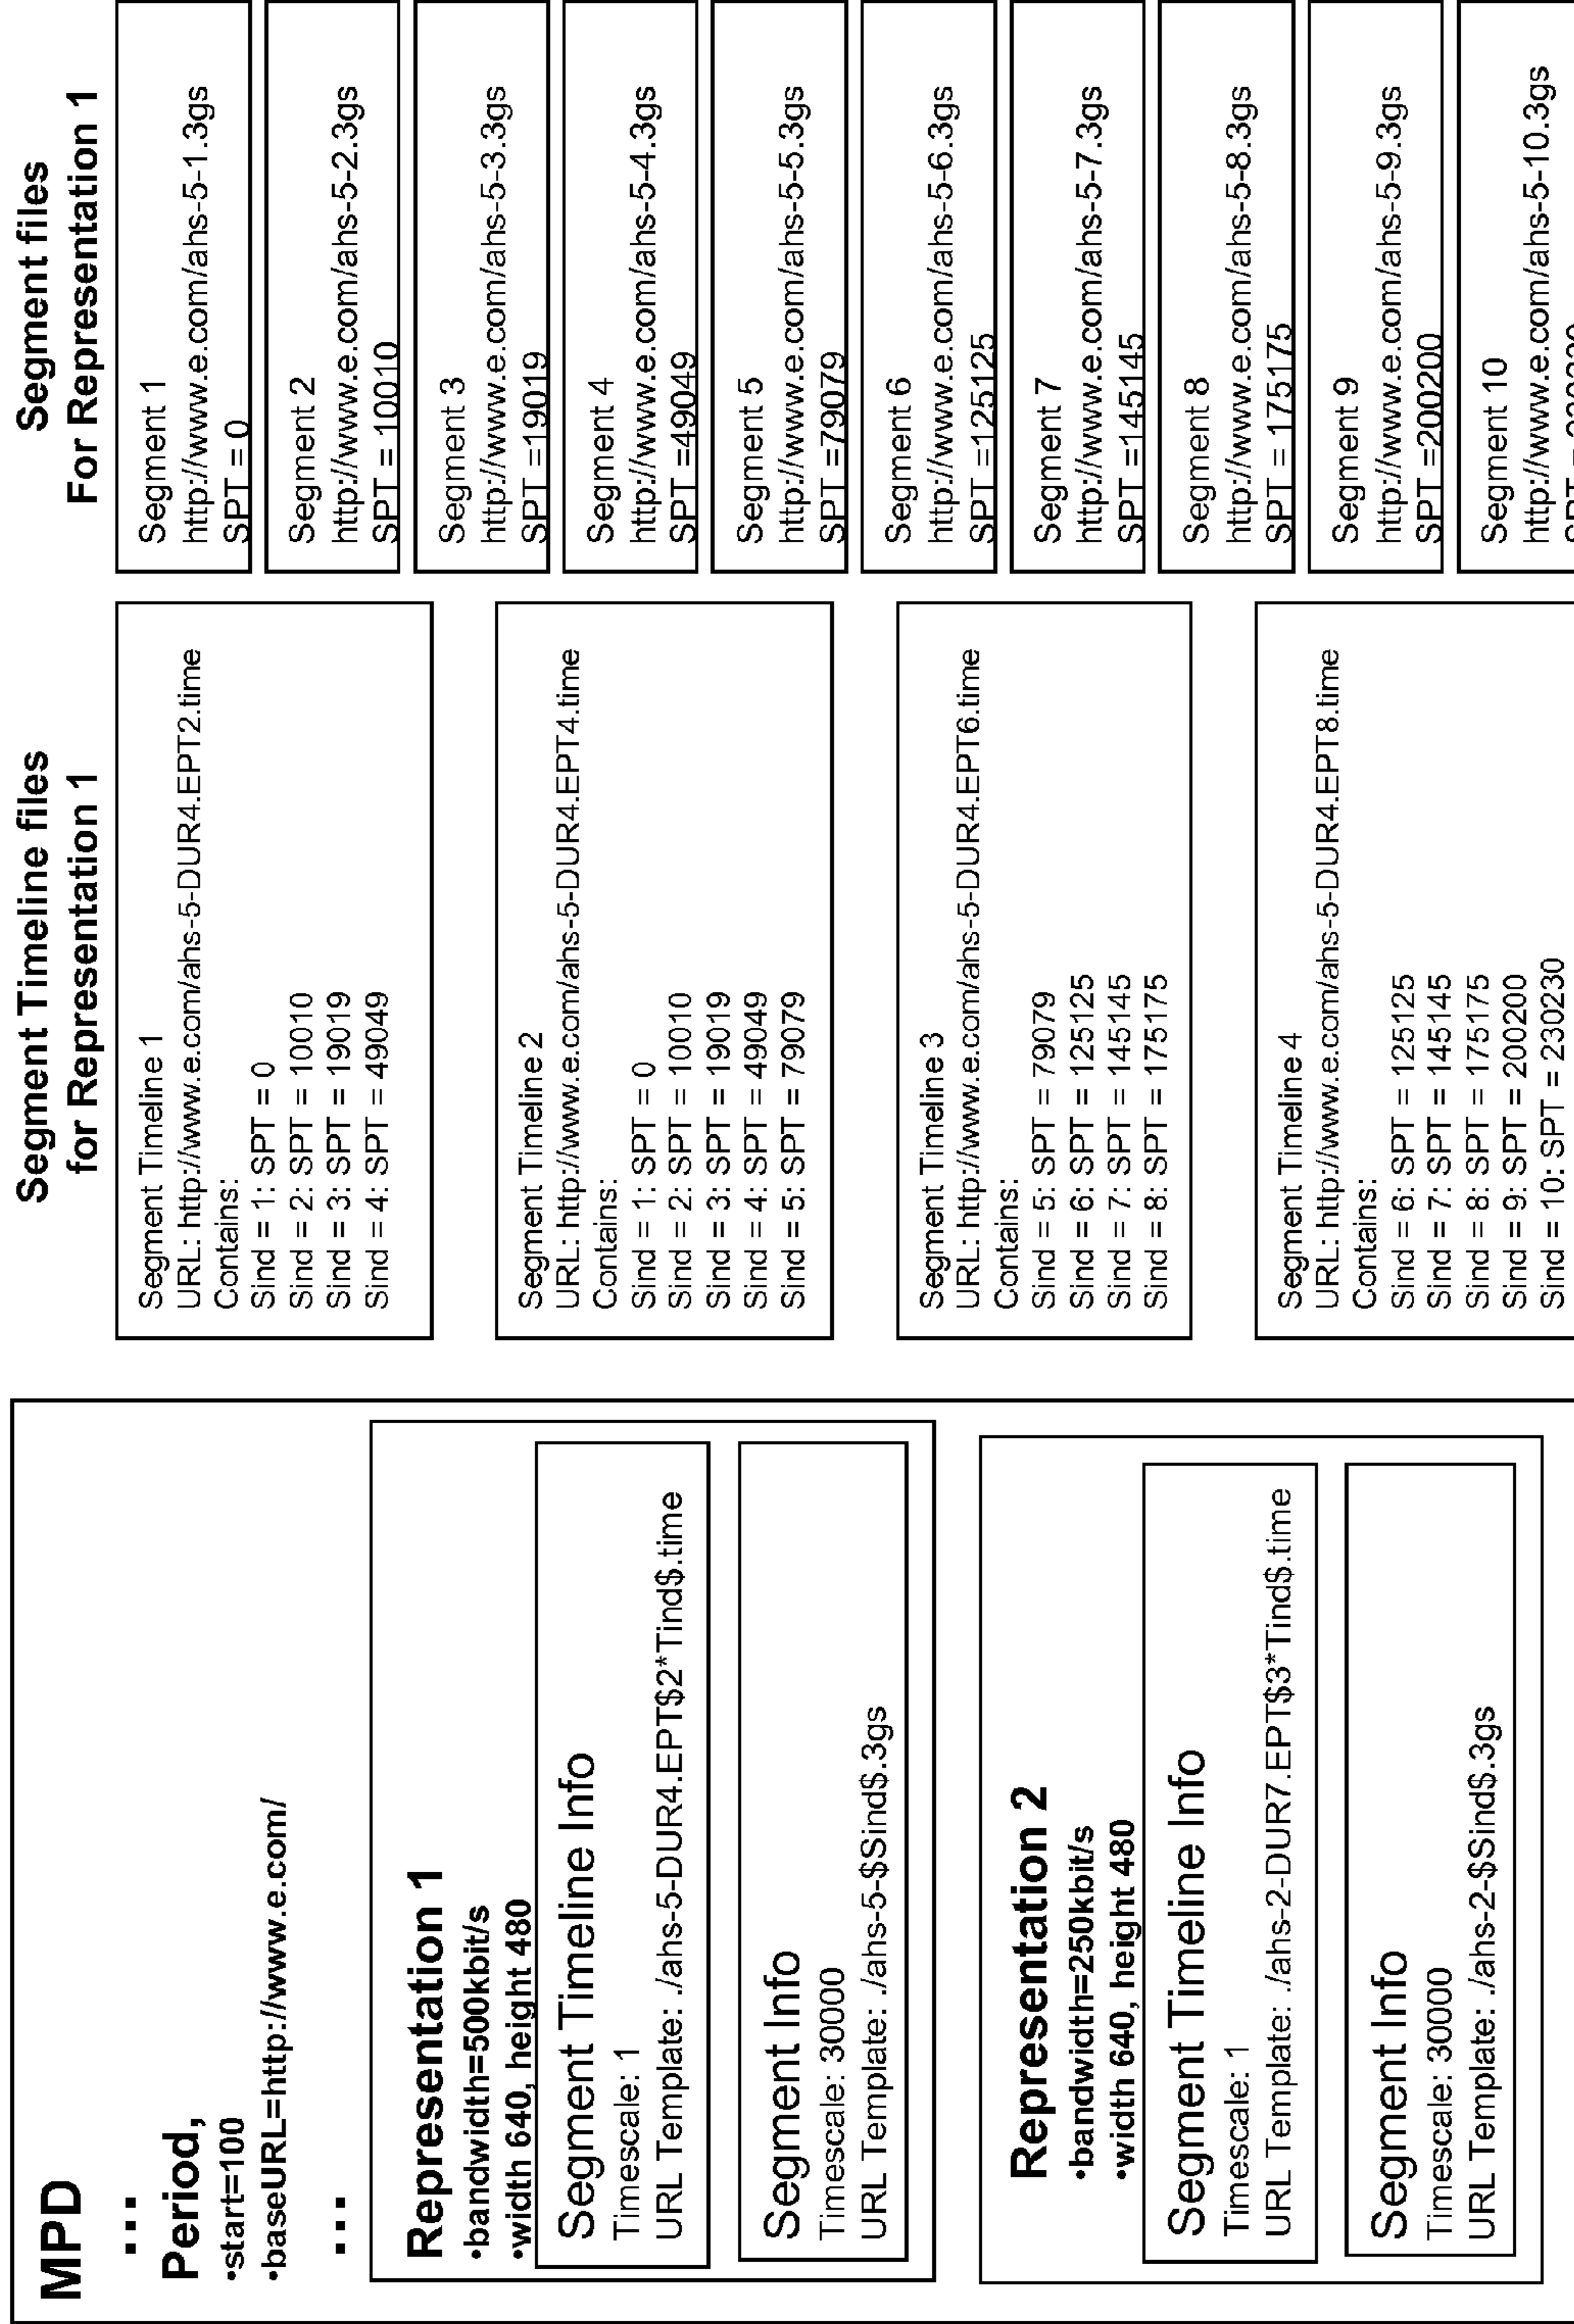 MPD
...
Period,
•start=100
•baseURL=http://www.e.com/
...
Representation 1
•bandwidth=500kbit/s
•width 640, height 480
Segment Timeline Info
Timescale: 1
URL Template: ./ahs-5-DUR4.EPT$2*Tind$.time
Segment Info
Timescale: 30000
URL Template: ./ahs-5-$Sind$.3gs
Representation 2
•bandwidth=250kbit/s
•width 640, height 480
Segment Timeline Info
Timescale: 1
URL Template: ./ahs-2-DUR7.EPT$3*Tind$.time
Segment Info
Timescale: 30000
URL Template: ./ahs-2-$Sind$.3gs
Segment Timeline files
for Representation 1
Segment Timeline 1
URL: http://www.e.com/ahs-5-DUR4.EPT2.time
Contains:
Sind = 1: SPT = 0
Sind = 2: SPT = 10010
Sind = 3: SPT = 19019
Sind = 4: SPT = 49049
Segment Timeline 2
URL: http://www.e.com/ahs-5-DUR4.EPT4.time
Contains:
Sind = 1: SPT = 0
Sind = 2: SPT = 10010
Sind = 3: SPT = 19019
Sind = 4: SPT = 49049
Sind = 5: SPT = 79079
Segment Timeline 3
URL: http://www.e.com/ahs-5-DUR4.EPT6.time
Contains:
Sind = 5: SPT = 79079
Sind = 6: SPT = 125125
Sind = 7: SPT = 145145
Sind = 8: SPT = 175175
Segment Timeline 4
URL: http://www.e.com/ahs-5-DUR4.EPT8.time
Contains:
Sind = 6: SPT = 125125
Sind = 7: SPT = 145145
Sind = 8: SPT = 175175
Sind = 9: SPT = 200200
Sind = 10: SPT = 230230
Segment files
For Representation 1
Segment 1
http://www.e.com/ahs-5-1.3gs
SPT = 0
Segment 2
http://www.e.com/ahs-5-2.3gs
SPT = 10010
Segment 3
http://www.e.com/ahs-5-3.3gs
SPT =19019
Segment 4
http://www.e.com/ahs-5-4.3gs
SPT =49049
Segment 5
http://www.e.com/ahs-5-5.3gs
SPT =79079
Segment 6
http://www.e.com/ahs-5-6.3gs
SPT =125125
Segment 7
http://www.e.com/ahs-5-7.3gs
SPT =145145
Segment 8
http://www.e.com/ahs-5-8.3gs
SPT = 175175
Segment 9
http://www.e.com/ahs-5-9.3gs
SPT =200200
Segment 10
http://www.e.com/ahs-5-10.3gs